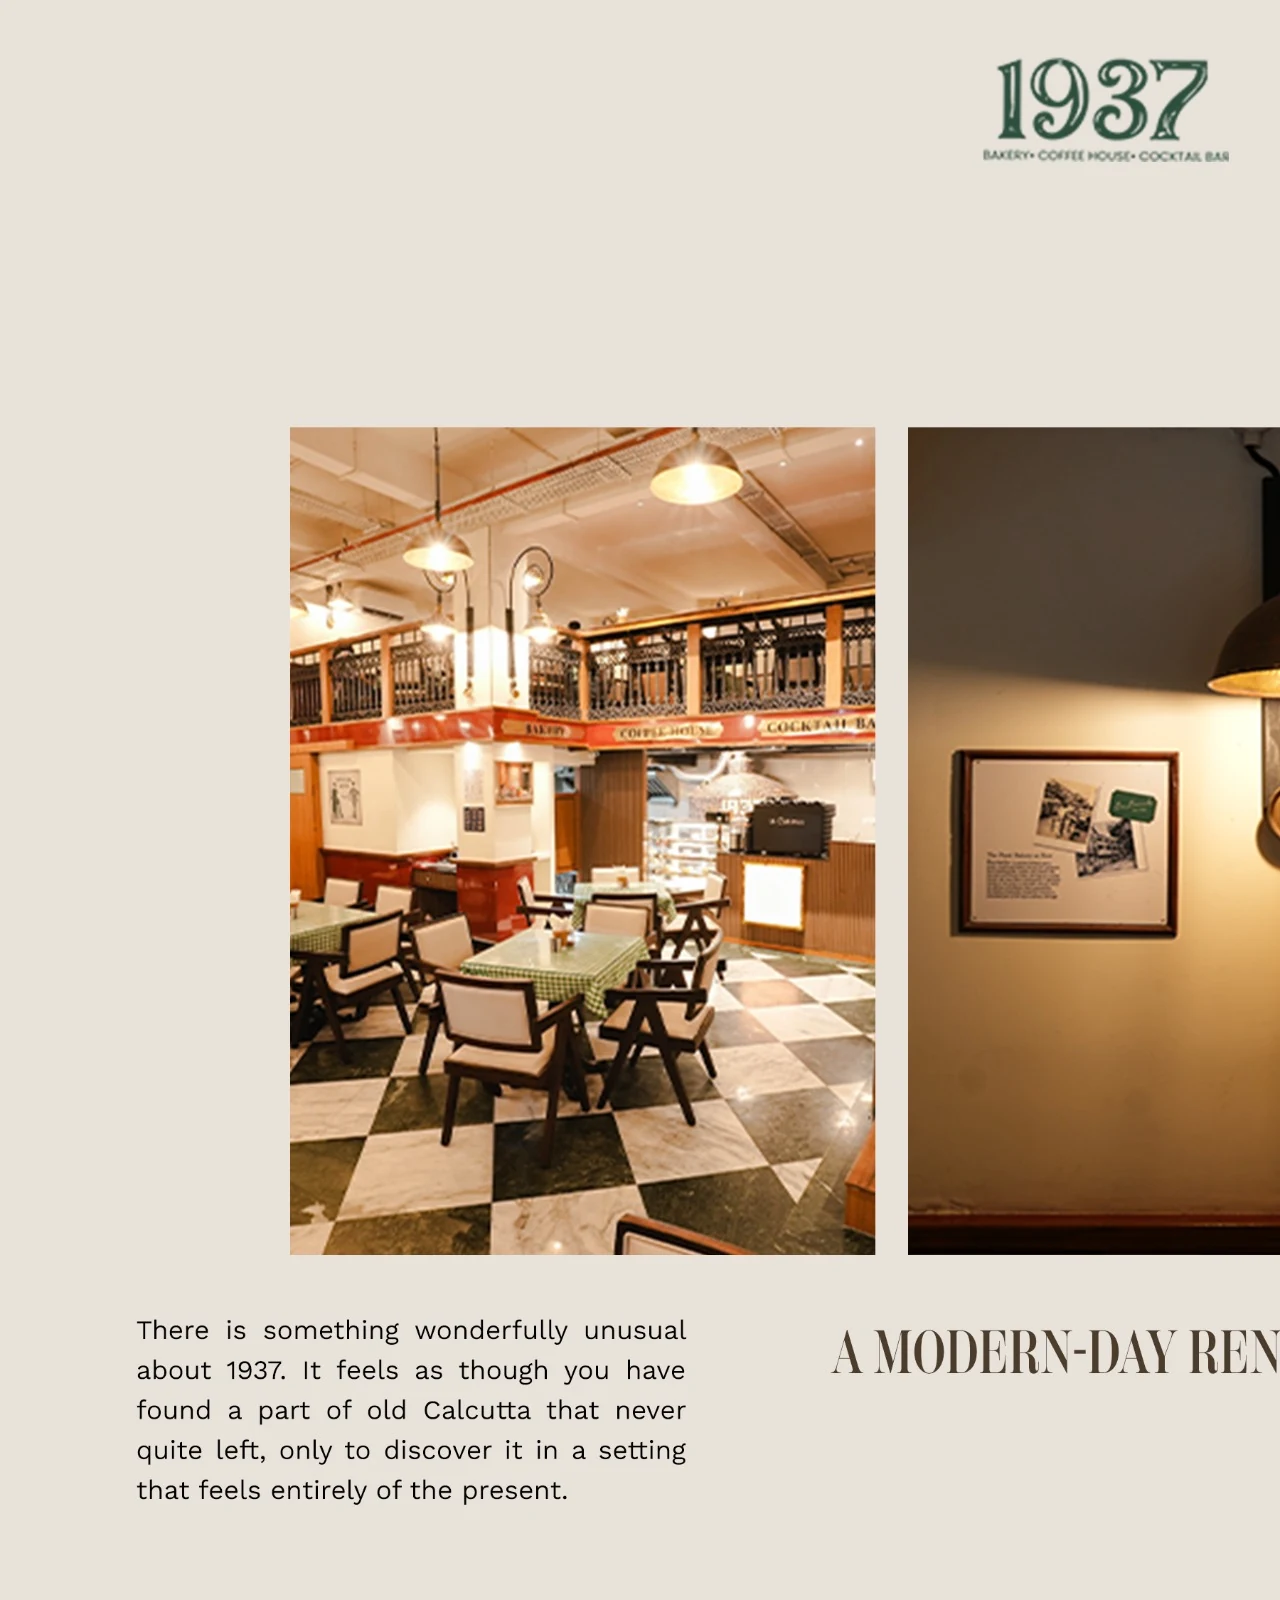 1937
BAKERY• COFFEE HOUSE• COCKTAIL BAR
BAKERY
COFFEE HOUSE
COCKTAIL BA
There is something wonderfully unusual
about 1937. It feels as though you have
found a part of old Calcutta that never
quite left, only to discover it in a setting
that feels entirely of the present.
A MODERN-DAY REN